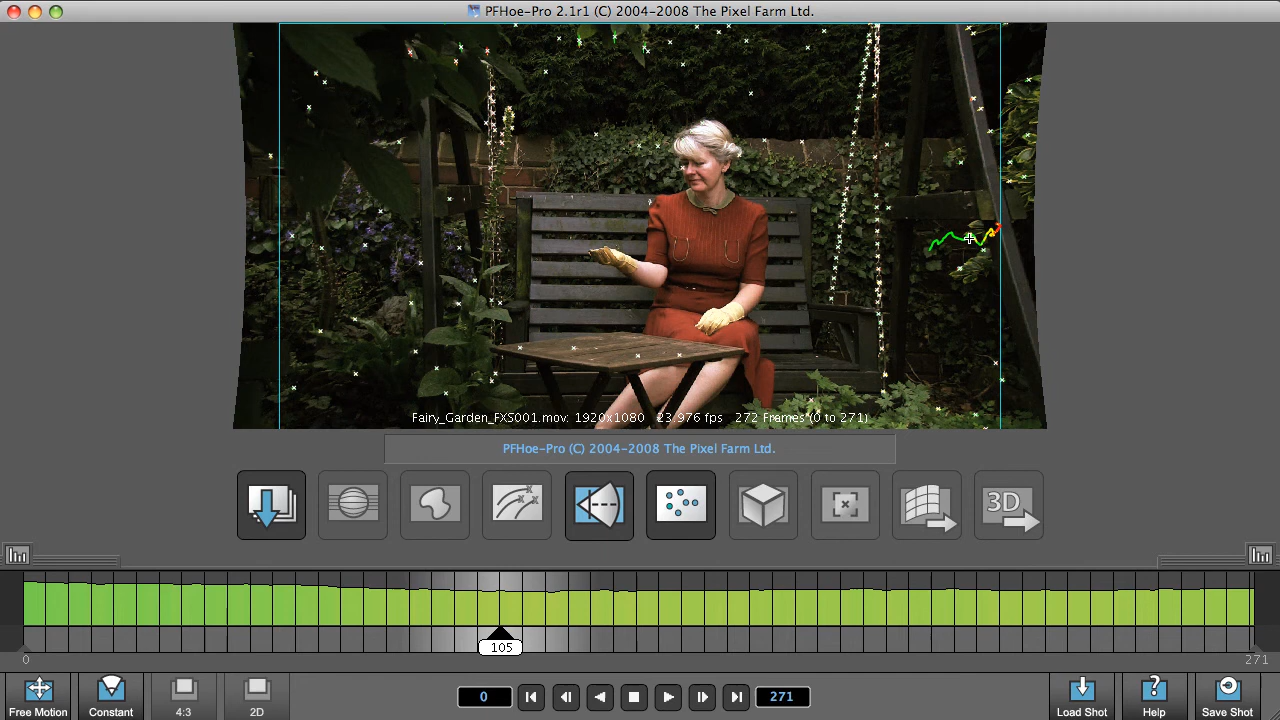 PFHoe-Pro 2.1r1 (C) 2004-2008 The Pixel Farm Ltd.
Fairy_Garden_FXS001.mov: 1920x1080 23.976 fps 272 Frames (0 to 271)
PFHoe-Pro (C) 2004-2008 The Pixel Farm Ltd.
3D
105
0 271
0 271
Free Motion Constant 4:3 2D Load Shot Help Save Shot